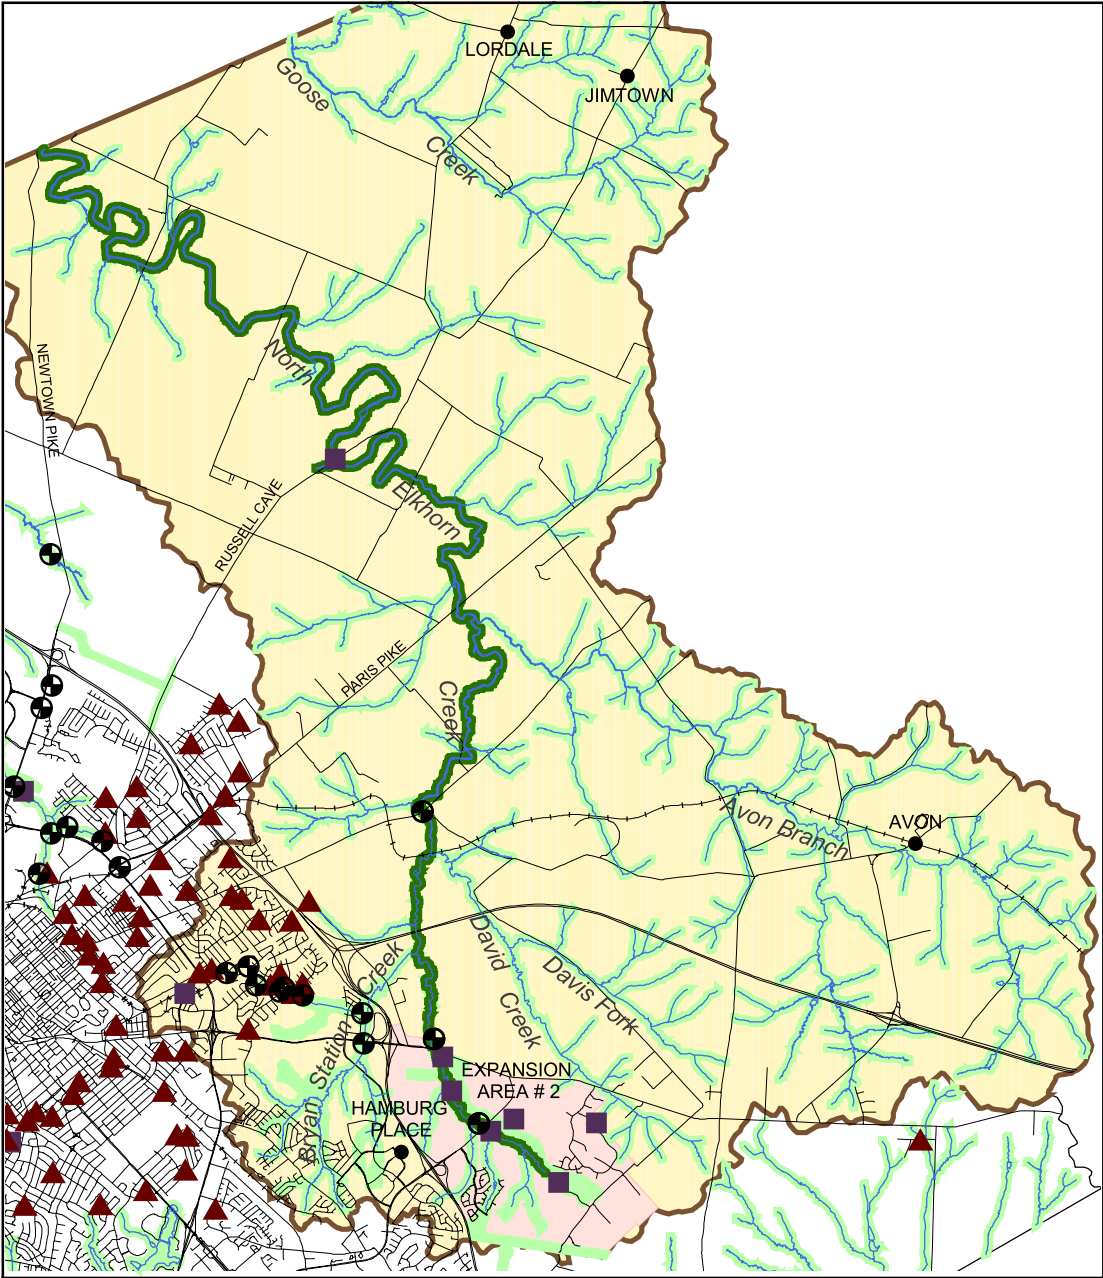 LORDALE
JIMTOWN
Goose
Creek
NEWTOWN PIKE
North
RUSSELL CAVE
Elkhorn
PARIS PIKE
Creek
Avon Branch
AVON
David
Creek
Davis Fork
Bryan Station Creek
EXPANSION
AREA # 2
HAMBURG
PLACE